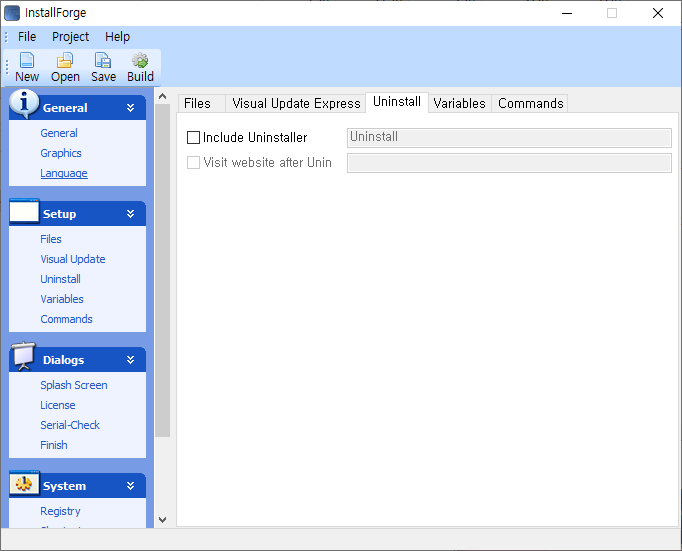 InstallForge
File Project Help
New Open Save Build
General
General
Graphics
Language
Setup
Files
Visual Update
Uninstall
Variables
Commands
Dialogs
Splash Screen
License
Serial-Check
Finish
System
Registry
Files Visual Update Express Uninstall Variables Commands
Include Uninstaller Uninstall
Visit website after Unin